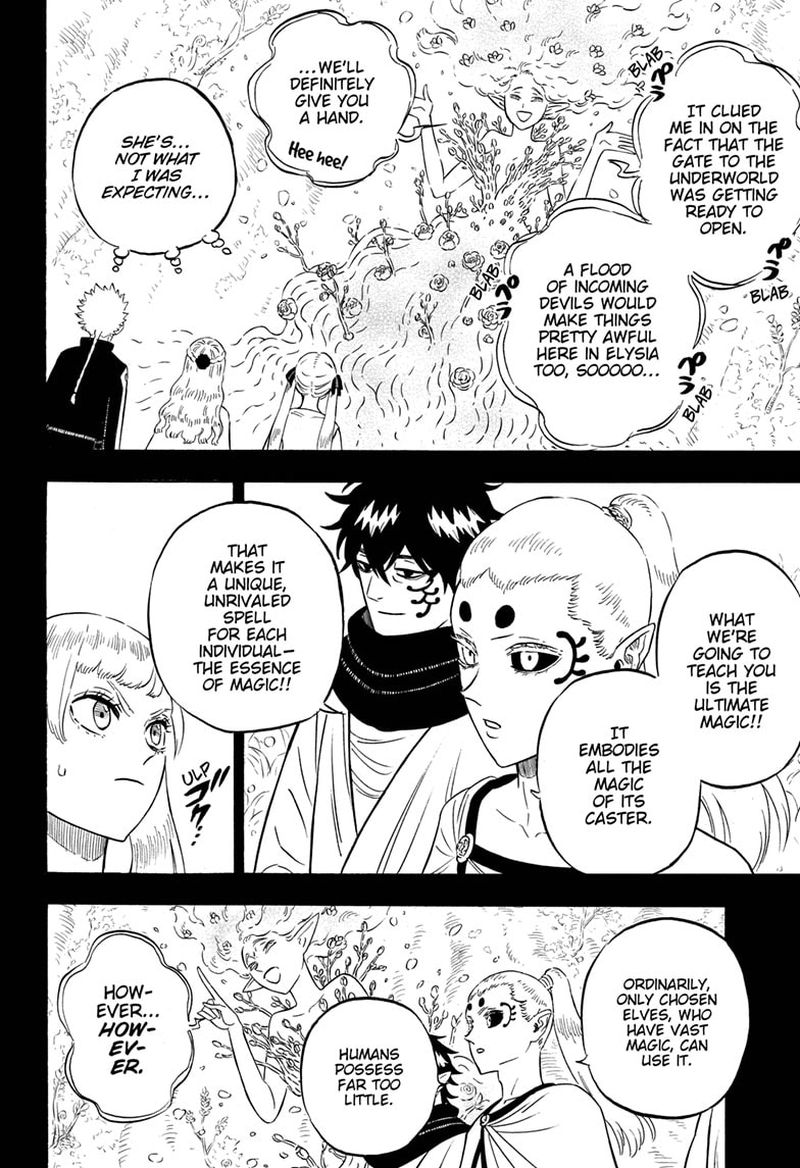 IT CLUED
ME IN ON THE
FACT THAT THE
GATE TO THE
UNDERWORLD
WAS GETTING
READY TO
OPEN.
BLAB
BLAB
A FLOOD
OF INCOMING
DEVILS WOULD
MAKE THINGS
PRETTY AWFUL
HERE IN ELYSIA
TOO, SOOOOO...
BLAB
BLAB
...WE'LL
DEFINITELY
GIVE YOU
A HAND.
Hee hee!
SHE'S...
NOT WHAT
I WAS
EXPECTING...
WHAT
WE'RE
GOING TO
TEACH YOU
IS THE
ULTIMATE
MAGIC!!
IT
EMBODIES
ALL THE
MAGIC
OF ITS
CASTER.
THAT
MAKES IT
A UNIQUE,
UNRIVALED
SPELL
FOR EACH
INDIVIDUAL—
THE ESSENCE
OF MAGIC!!
ULP
ゴク…
ORDINARILY,
ONLY CHOSEN
ELVES, WHO
HAVE VAST
MAGIC, CAN
USE IT.
HUMANS
POSSESS
FAR TOO
LITTLE.
HOW-
EVER...
HOW-
EV-
ER.